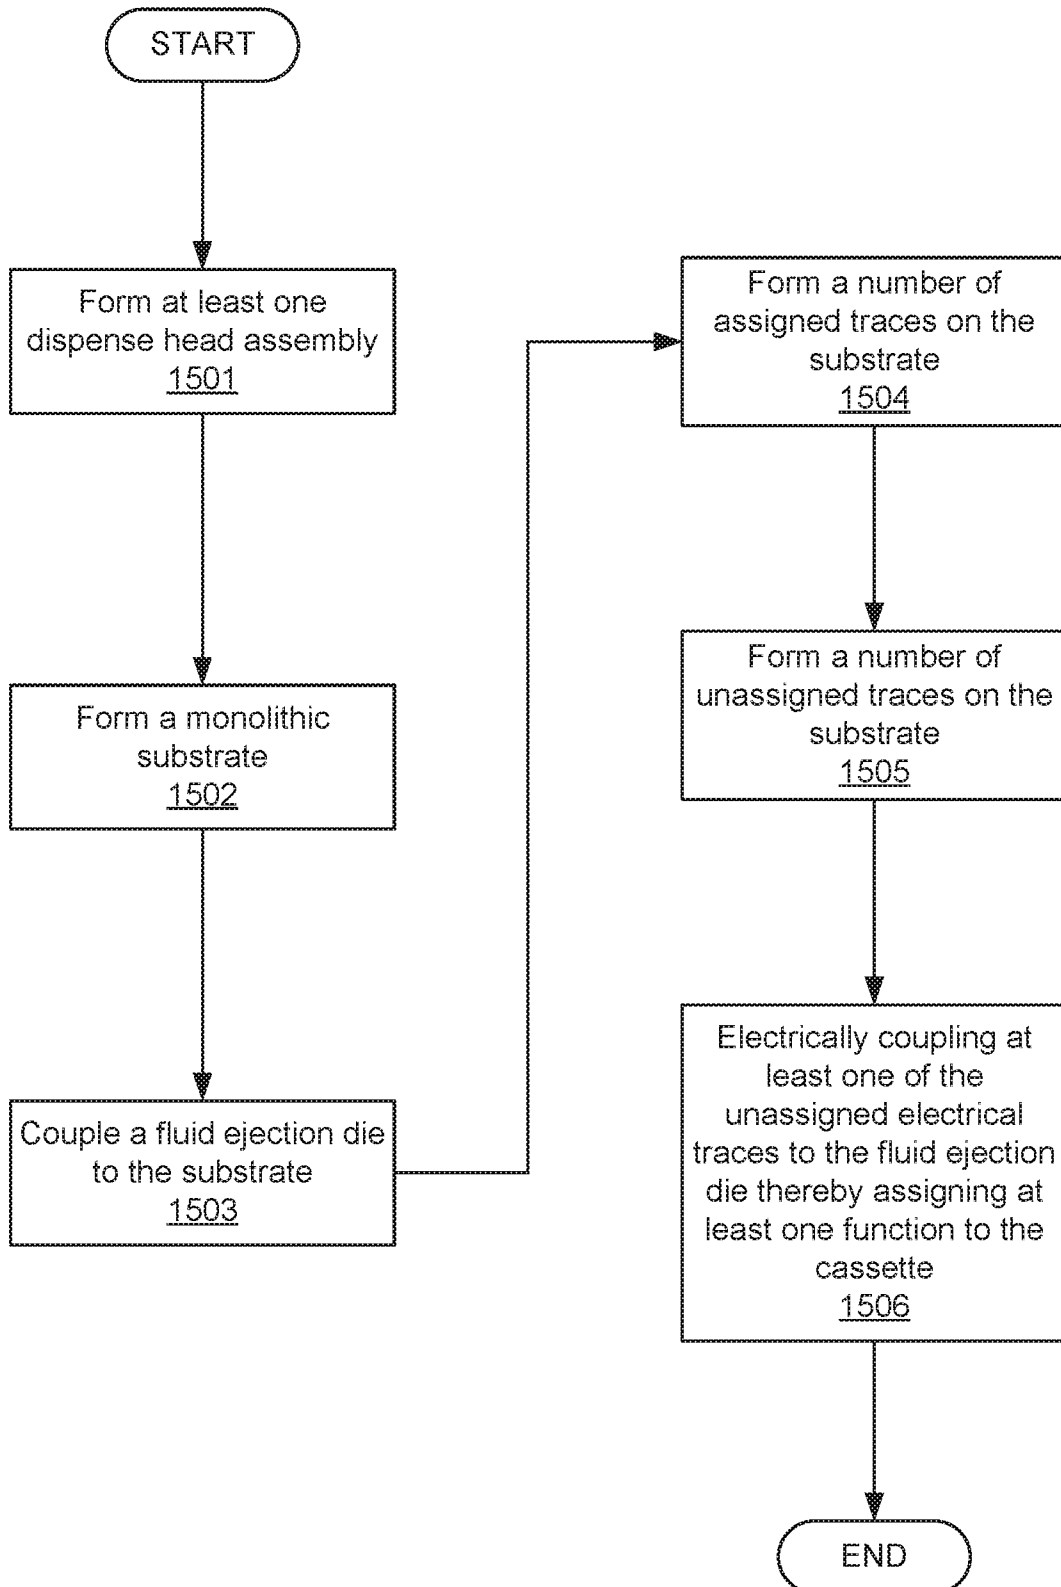 START
Form at least one
dispense head assembly
1501
Form a monolithic
substrate
1502
Couple a fluid ejection die
to the substrate
1503
Form a number of
assigned traces on the
substrate
1504
Form a number of
unassigned traces on the
substrate
1505
Electrically coupling at
least one of the
unassigned electrical
traces to the fluid ejection
die thereby assigning at
least one function to the
cassette
1506
END